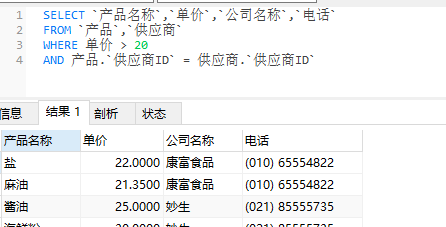 1 SELECT `产品名称`,`单价`,`公司名称`,`电话`
2 FROM `产品`,`供应商`
3 WHERE 单价 > 20
4 AND 产品.`供应商ID` = 供应商.`供应商ID`
信息 结果 1 剖析 状态
产品名称 单价 公司名称 电话
盐 22.0000 康富食品 (010) 65554822
麻油 21.3500 康富食品 (010) 65554822
酱油 25.0000 妙生 (021) 85555735